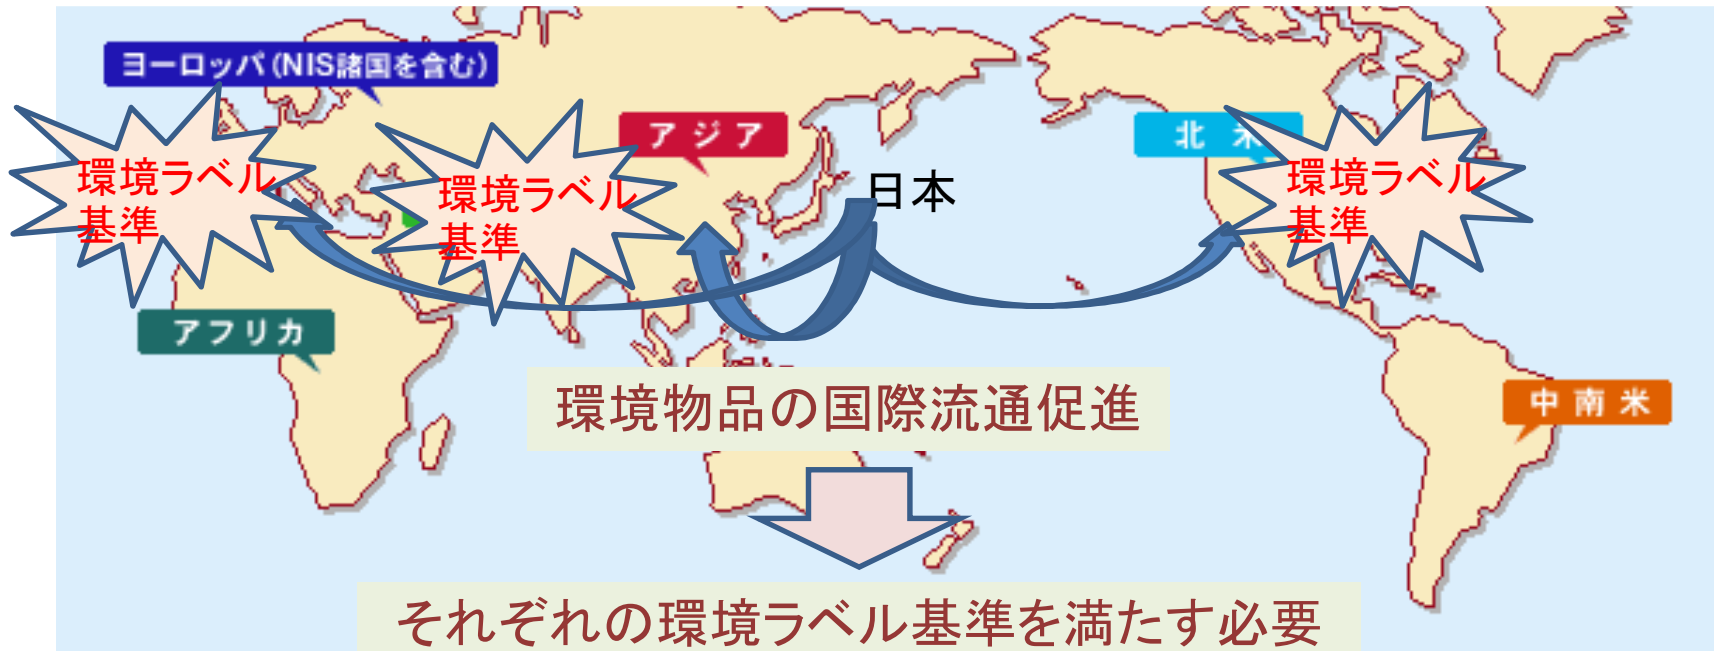 ヨーロッパ(NIS諸国を含む)
アジア
北米
環境ラベル
基準
環境ラベル
基準
日本
環境ラベル
基準
アフリカ
環境物品の国際流通促進
中南米
それぞれの環境ラベル基準を満たす必要